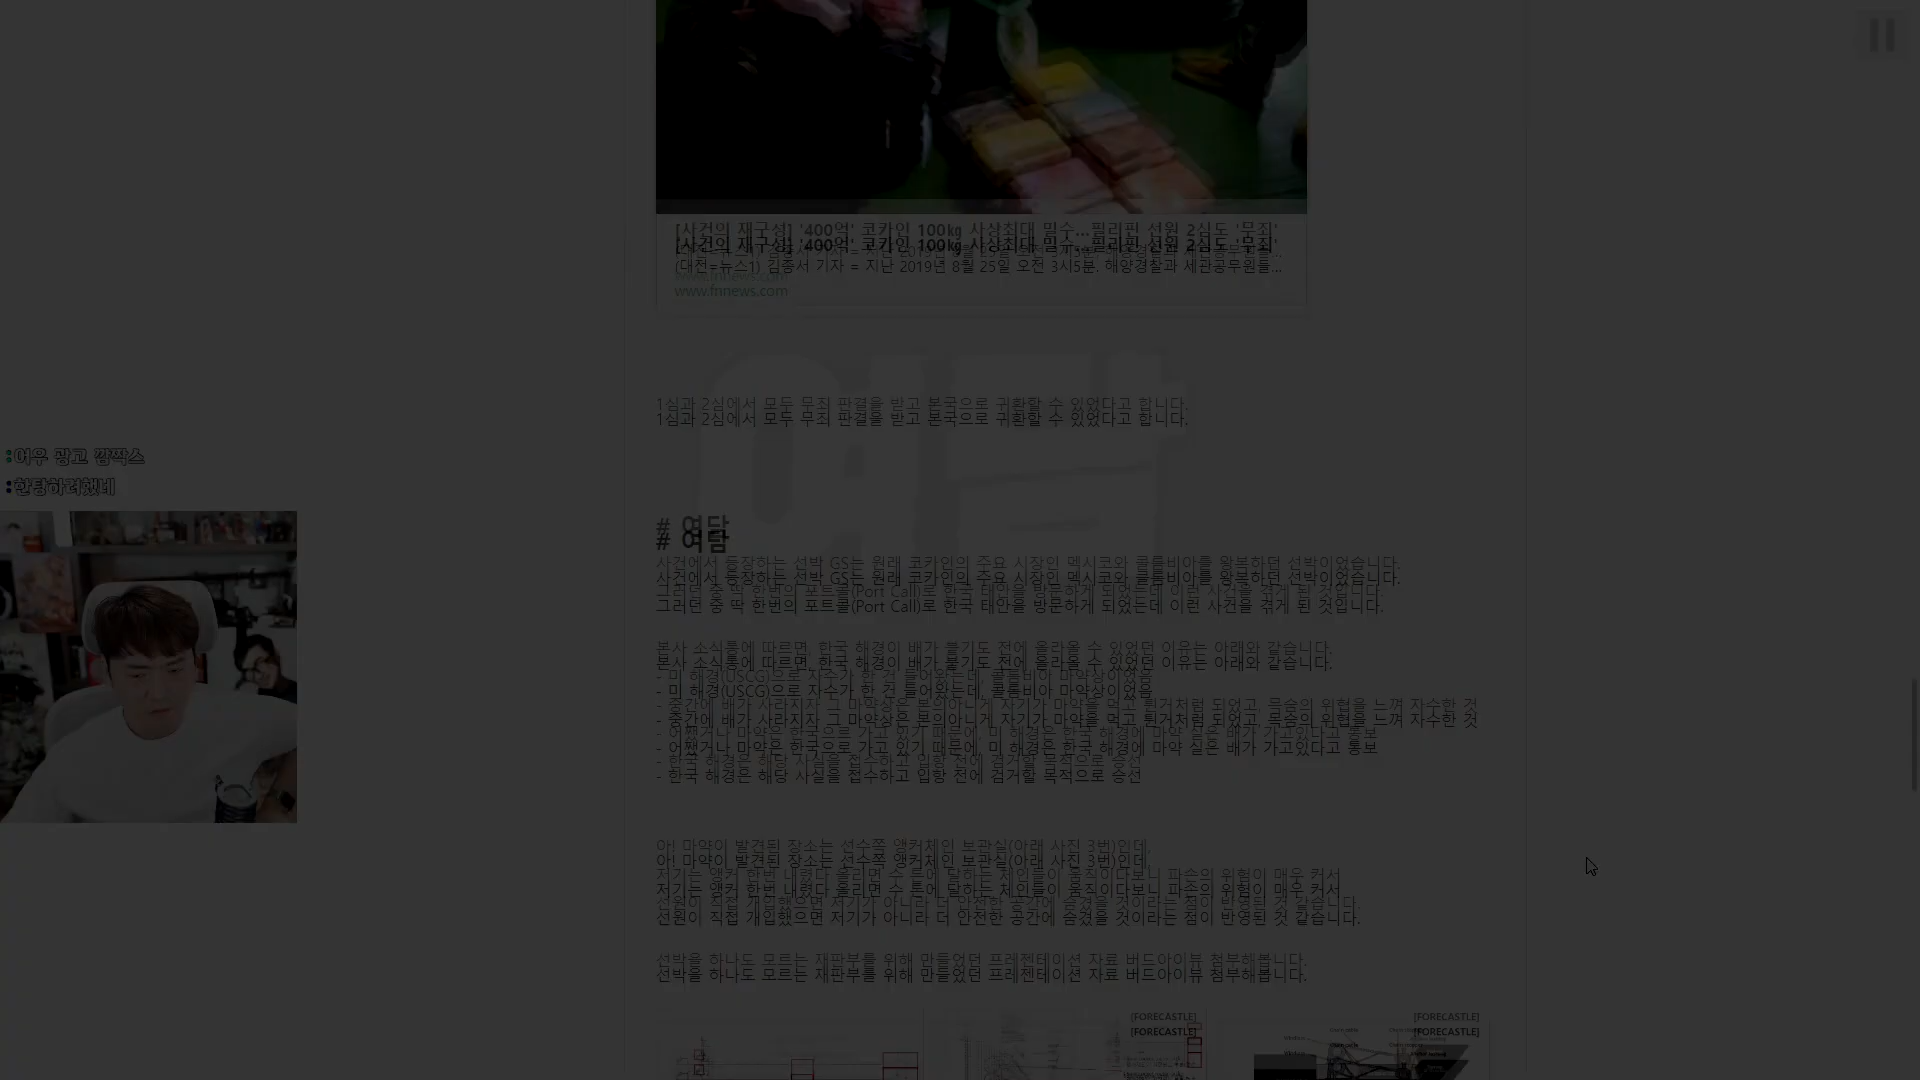 [사건의 재구성] '400억' 코카인 100㎏ 사상최대 밀수...필리핀 선원 2심도 '무죄'
(대전=뉴스1) 김종서 기자 = 지난 2019년 8월 25일 오전 3시5분. 해양경찰과 세관공무원들...
www.fnnews.com
여담
1심과 2심에서 모두 무죄 판결을 받고 본국으로 귀환할 수 있었다고 합니다.
:여우 광고 깜짝스
:한탕하려했네
# 여담
사건에서 등장하는 선박 GS는 원래 코카인의 주요 시장인 멕시코와 콜롬비아를 왕복하던 선박이었습니다.
그러던 중 딱 한번의 포트콜(Port Call)로 한국 태안을 방문하게 되었는데 이런 사건을 겪게 된 것입니다.
본사 소식통에 따르면, 한국 해경이 배가 붙기도 전에 올라올 수 있었던 이유는 아래와 같습니다.
- 미 해경(USCG)으로 자수가 한 건 들어왔는데, 콜롬비아 마약상이었음
- 중간에 배가 사라지자 그 마약상은 본의아니게 자기가 마약을 먹고 튄거처럼 되었고, 목숨의 위협을 느껴 자수한 것
- 어쨌거나 마약은 한국으로 가고 있기 때문에, 미 해경은 한국 해경에 마약 실은 배가 가고있다고 통보
- 한국 해경은 해당 사실을 접수하고 입항 전에 검거할 목적으로 승선
아! 마약이 발견된 장소는 선수쪽 앵커체인 보관실(아래 사진 3번)인데,
저기는 앵커 한번 내렸다 올리면 수 톤에 달하는 체인들이 움직이다보니 파손의 위험이 매우 커서
선원이 직접 개입했으면 저기가 아니라 더 안전한 공간에 숨겼을 것이라는 점이 반영된 것 같습니다.
선박을 하나도 모르는 재판부를 위해 만들었던 프레젠테이션 자료 버드아이뷰 첨부해봅니다.
[FORECASTLE]
[FORECASTLE]